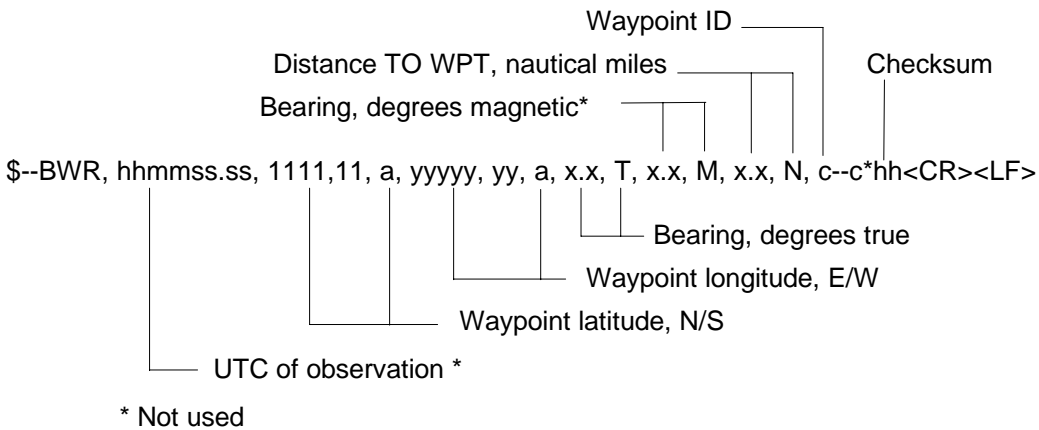 Waypoint ID
Distance TO WPT, nautical miles
Checksum
Bearing, degrees magnetic*
$--BWR, hhmmss.ss, 1111,11, a, yyyyy, yy, a, x.x, T, x.x, M, x.x, N, c--c*hh<CR><LF>
Bearing, degrees true
Waypoint longitude, E/W
Waypoint latitude, N/S
UTC of observation *
* Not used